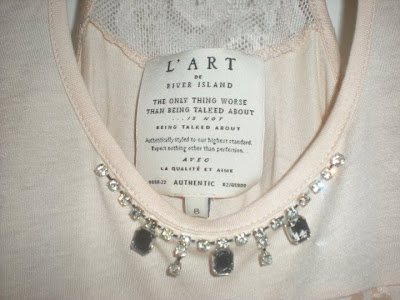 L'ART
DE
RIVER ISLAND
THE ONLY THING WORSE
THAN BEING TALKED ABOUT
...IS NOT
BEING TALKED ABOUT
Authentically styled to our highest standard.
Expect nothing other than perfection...
AVEC
LA QUALITÉ ET AIME
AUTHENTIC